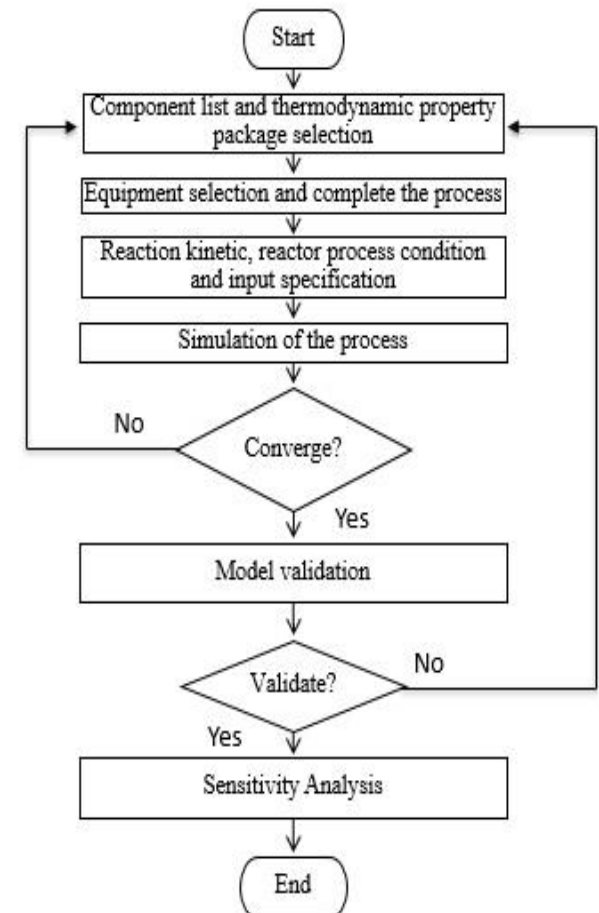 Start
Component list and thermodynamic property
package selection
Equipment selection and complete the process
Reaction kinetic, reactor process condition
and input specification
Simulation of the process
No
Converge?
Yes
Model validation
No
Validate?
Yes
Sensitivity Analysis
End